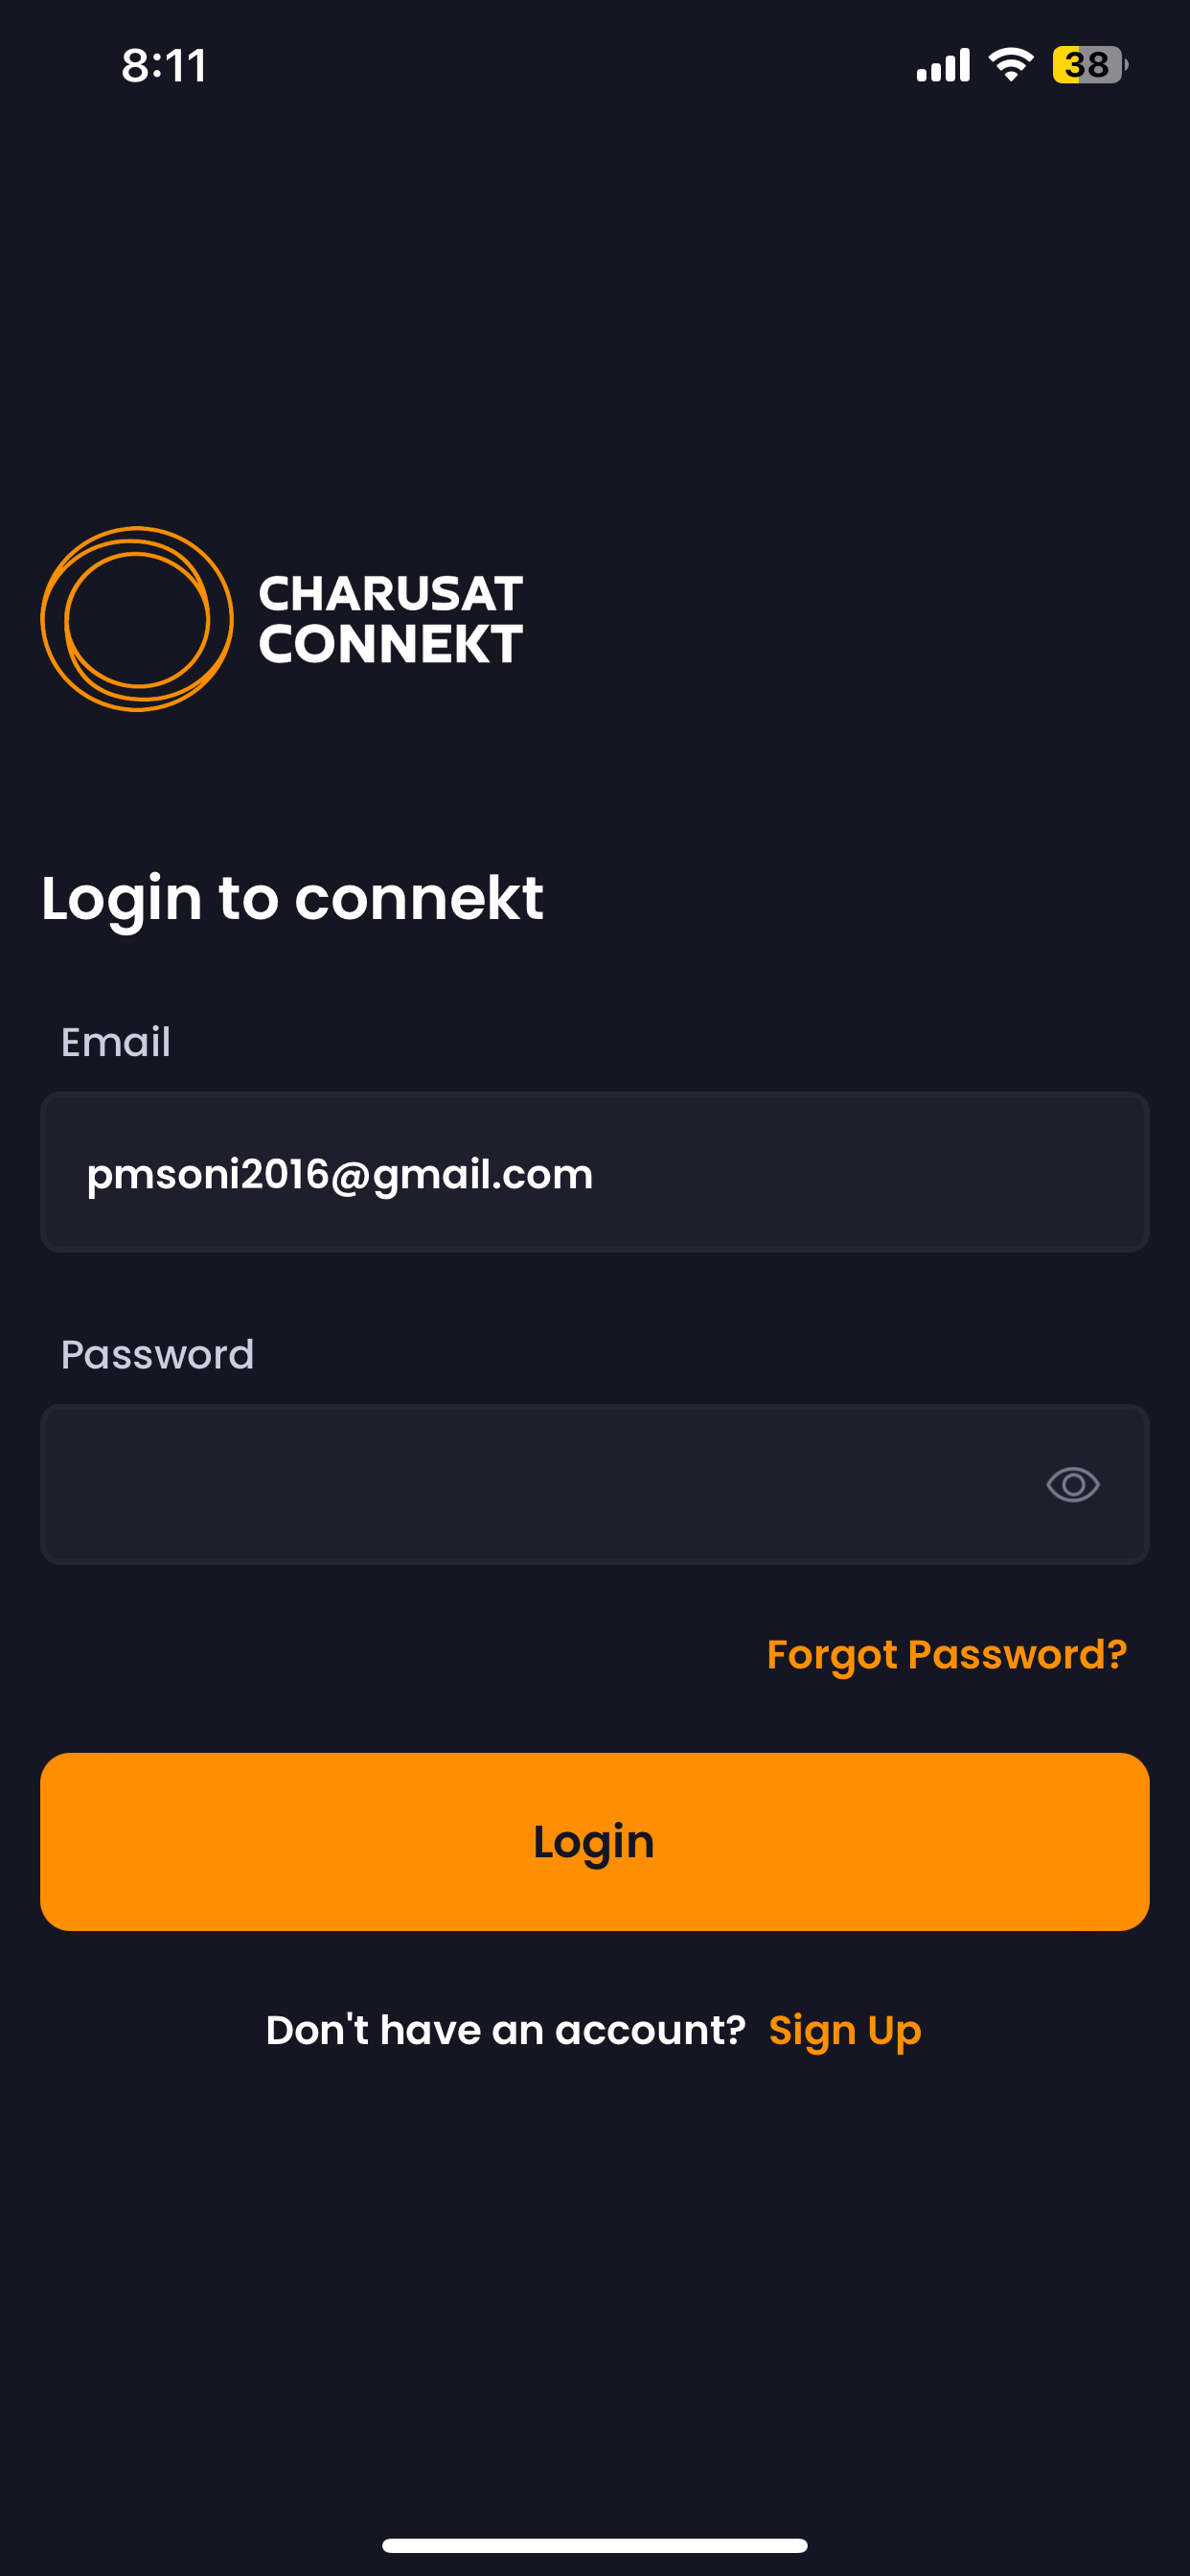 8:11
38
CHARUSAT
CONNEKT
Login to connekt
Email
pmsoni2016@gmail.com
Password
Forgot Password?
Login
Don't have an account? Sign Up